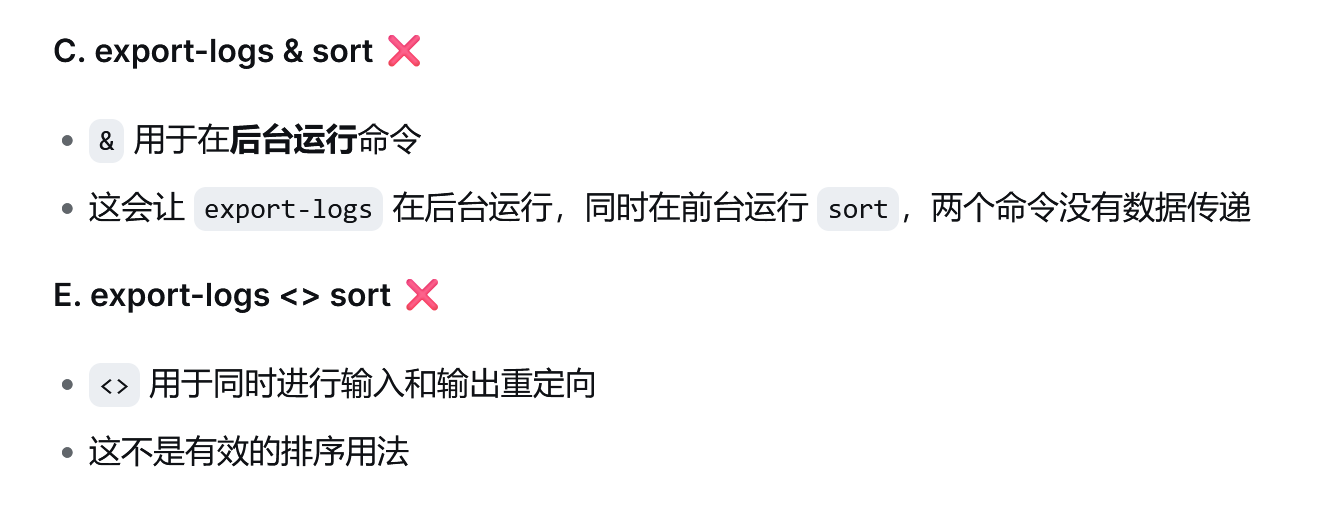 C. export-logs & sort ❌
• & 用于在后台运行命令
• 这会让 export-logs 在后台运行，同时在前台运行 sort，两个命令没有数据传递
E. export-logs <> sort ❌
• <> 用于同时进行输入和输出重定向
• 这不是有效的排序用法